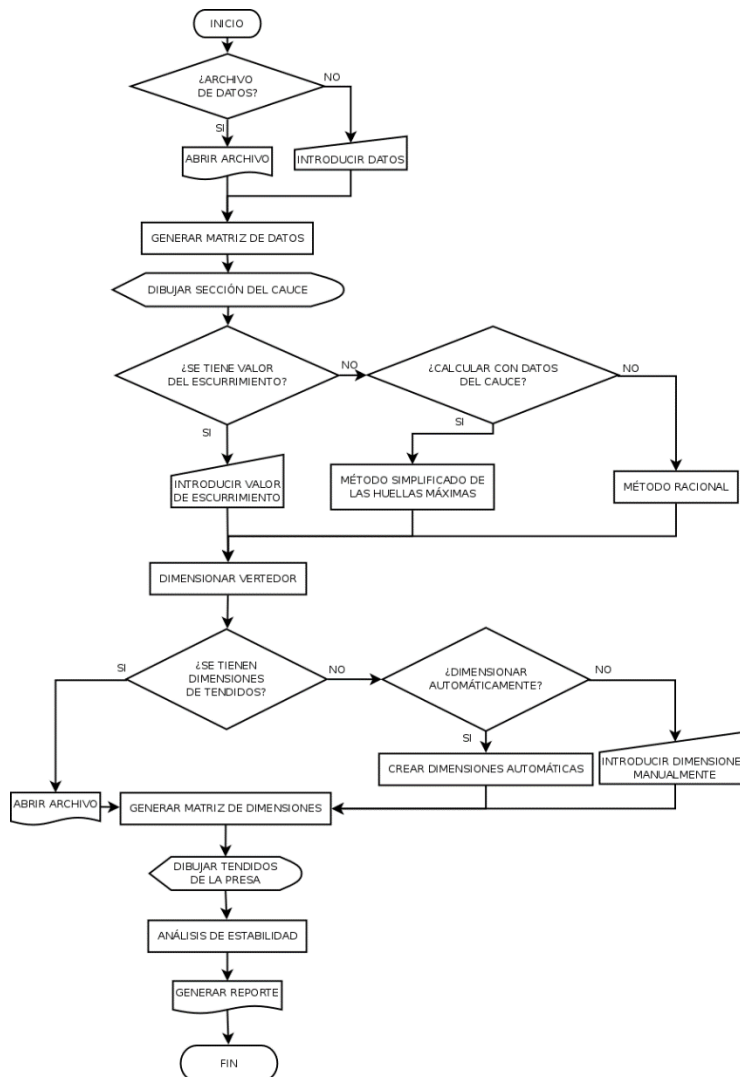 INICIO
¿ARCHIVO
DE DATOS?
NO
SI
ABRIR ARCHIVO
INTRODUCIR DATOS
GENERAR MATRIZ DE DATOS
DIBUJAR SECCIÓN DEL CAUCE
¿SE TIENE VALOR
DEL ESCURRIMIENTO?
NO
¿CALCULAR CON DATOS
DEL CAUCE?
NO
SI
SI
INTRODUCIR VALOR
DE ESCURRIMIENTO
MÉTODO SIMPLIFICADO DE
LAS HUELLAS MÁXIMAS
MÉTODO RACIONAL
DIMENSIONAR VERTEDOR
SI
¿SE TIENEN
DIMENSIONES
DE TENDIDOS?
NO
¿DIMENSIONAR
AUTOMÁTICAMENTE?
NO
SI
CREAR DIMENSIONES AUTOMÁTICAS
INTRODUCIR DIMENSIONE
MANUALMENTE
ABRIR ARCHIVO
GENERAR MATRIZ DE DIMENSIONES
DIBUJAR TENDIDOS
DE LA PRESA
ANÁLISIS DE ESTABILIDAD
GENERAR REPORTE
FIN